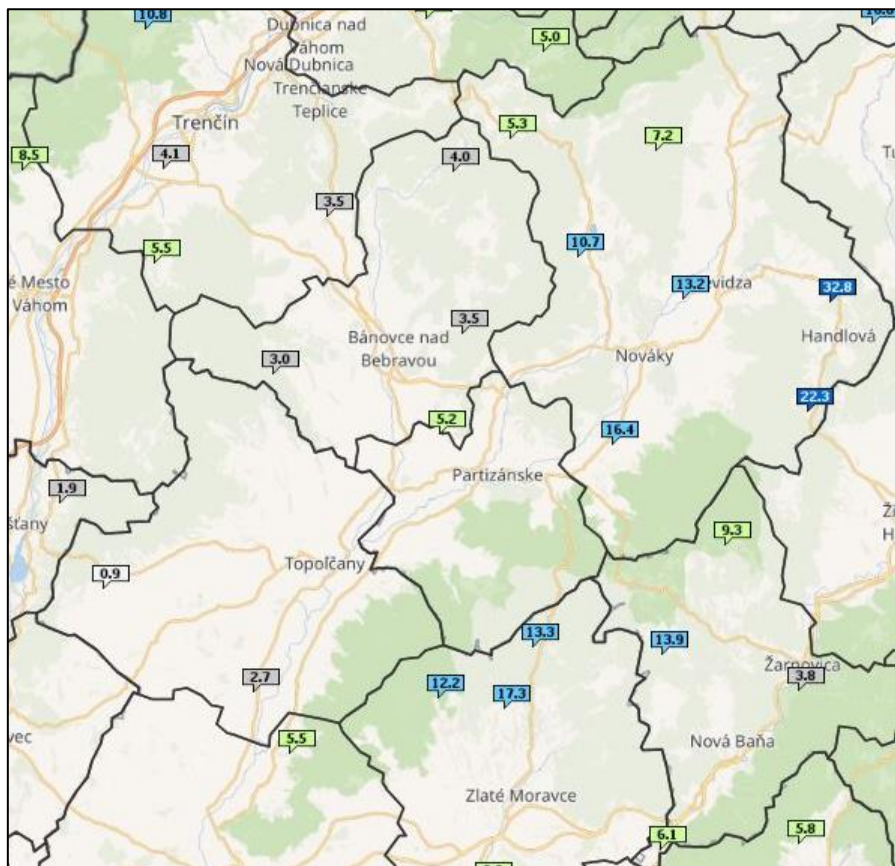 10.8
Dubnica nad
Váhom
5.0
Nová Dubnica
Trenčianske
Teplice
Trenčín
5.3
7.2
8.5
4.1
4.0
3.5
5.5
10.7
é Mesto
Váhom
13.2
evidza
32.8
3.5
Bánovce nad
Bebravou
Handlová
3.0
Nováky
22.3
5.2
16.4
Partizánske
1.9
šťany
9.3
Topoľčany
0.9
13.3
13.9
Žarnovica
2.7
12.2
17.3
3.8
vec
5.5
Nová Baňa
Zlaté Moravce
6.1
5.8